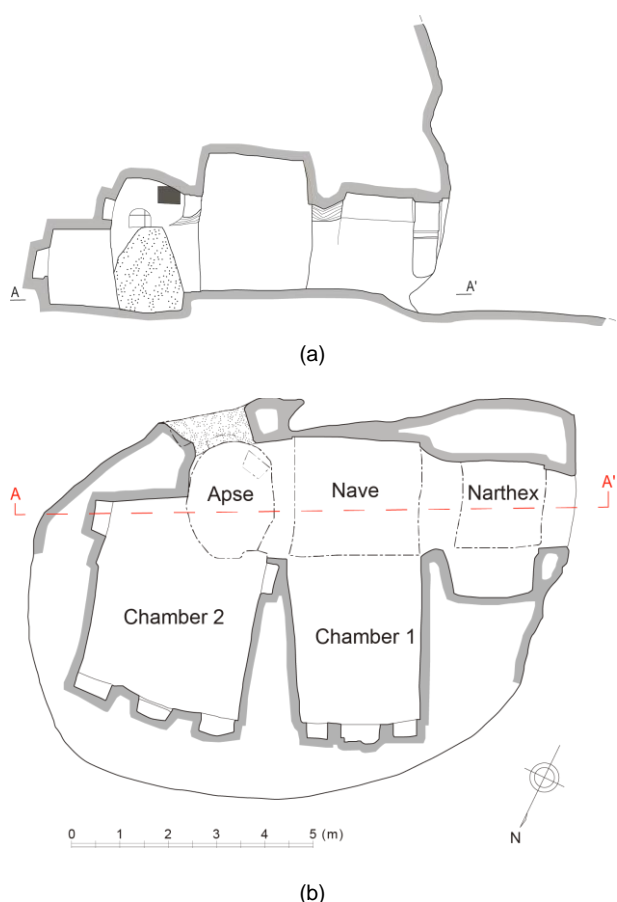 A A'
(a)
A A'
Apse Nave Narthex
Chamber 2 Chamber 1
0 1 2 3 4 5 (m)
N
(b)